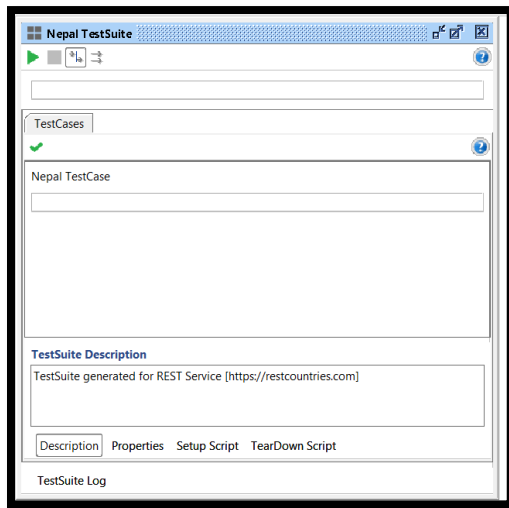 Nepal TestSuite
TestCases
Nepal TestCase
TestSuite Description
TestSuite generated for REST Service [https://restcountries.com]
Description Properties Setup Script TearDown Script
TestSuite Log